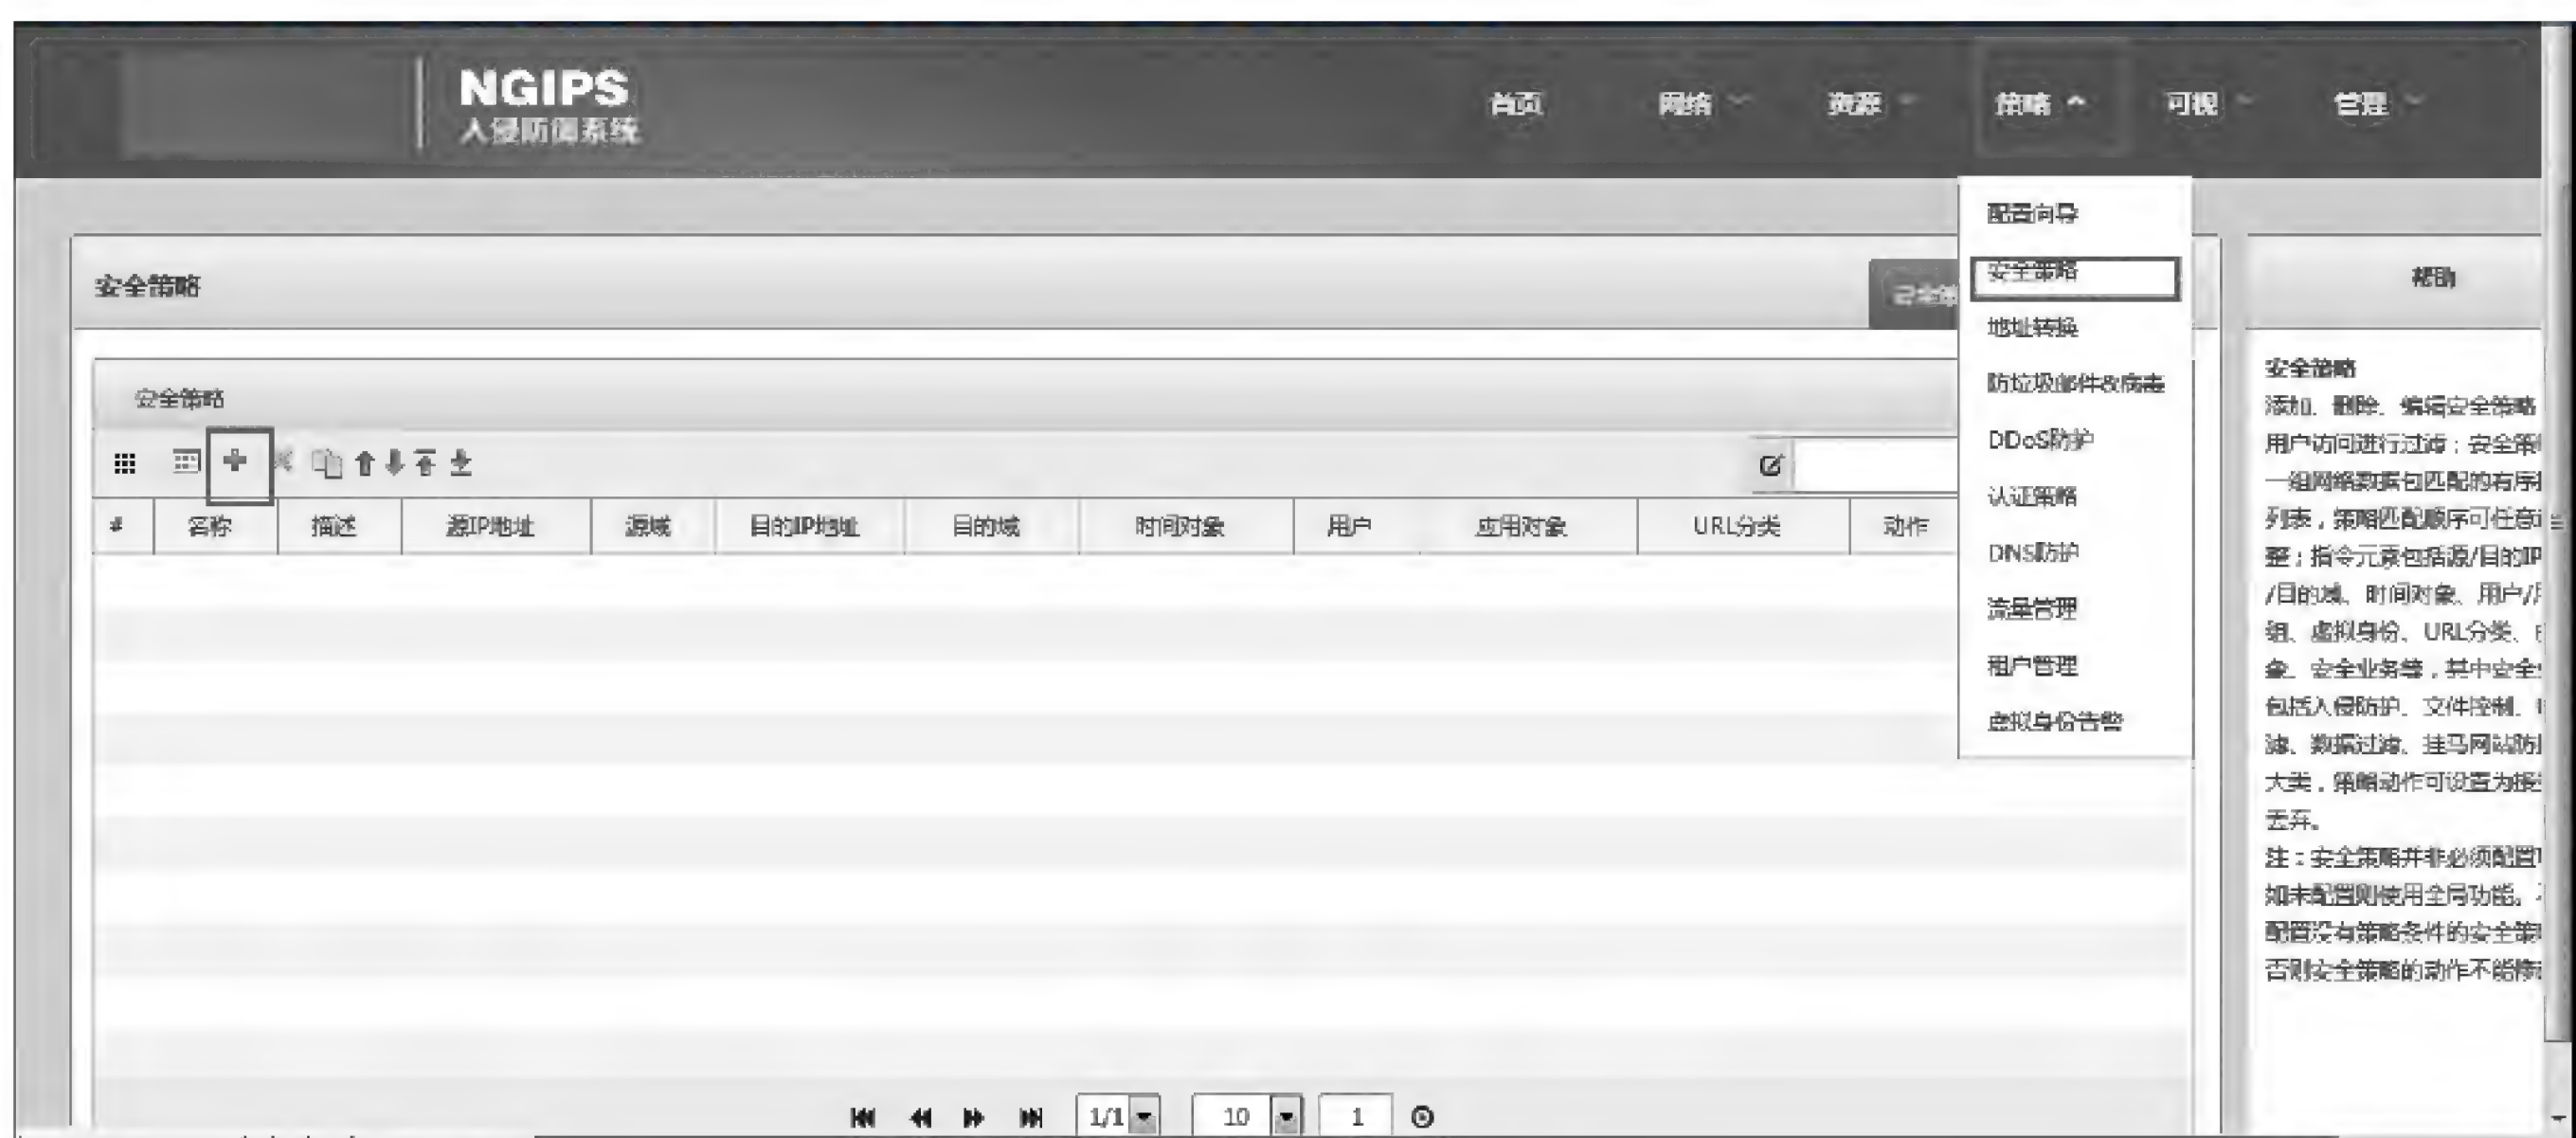 NGIPS
入侵防御系统
首页 网络 资源 策略 可视 管理
配置向导
安全策略
地址转换
防垃圾邮件&病毒
DDoS防护
认证策略
DNS防护
流量管理
租户管理
虚拟身份告警
安全策略
安全策略
# 名称 描述 源IP地址 源域 目的IP地址 目的域 时间对象 用户 应用对象 URL分类 动作
1/1 10 1
帮助
安全策略
添加、删除、编辑安全策略
用户访问进行过滤；安全策
一组网络数据包匹配的有序
列表，策略匹配顺序可任意
整；指令元素包括源/目的IP
/目的域、时间对象、用户/
组、虚拟身份、URL分类、
象、安全业务等，其中安全
包括入侵防护、文件控制、
滤、数据过滤、挂马网站防
大类，策略动作可设置为接
丢弃。
注：安全策略并非必须配置
如未配置则使用全局功能。
配置没有策略条件的安全策
否则安全策略的动作不能修